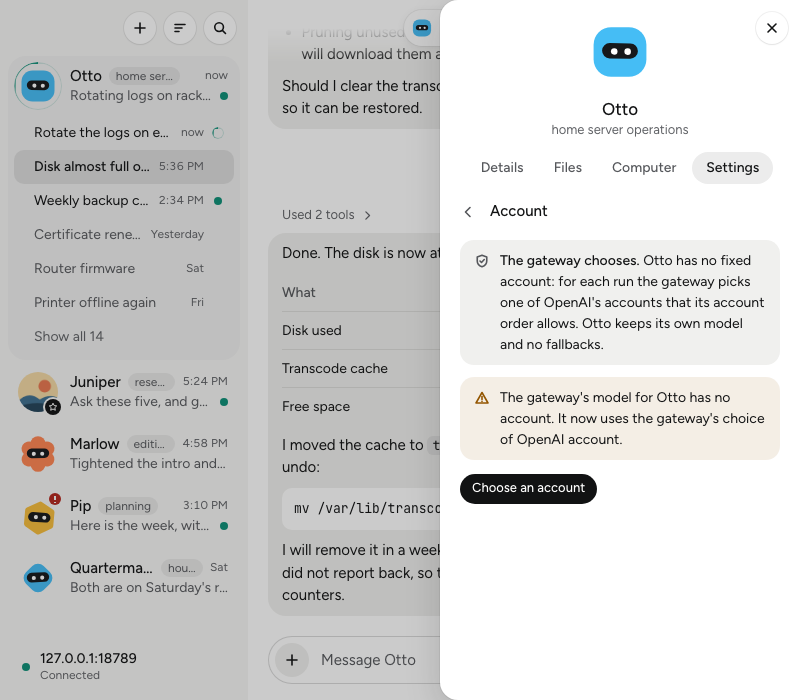 Otto
home ser...
now
Rotating logs on rack...
Rotate the logs on e...
now
Disk almost full o...
5:36 PM
Weekly backup c...
2:34 PM
Certificate rene...
Yesterday
Router firmware
Sat
Printer offline again
Fri
Show all 14
Juniper
rese...
5:24 PM
Ask these five, and g...
Marlow
editi...
4:58 PM
Tightened the intro and...
Pip
planning
3:10 PM
Here is the week, wit...
Quarterma...
hou...
Sat
Both are on Saturday's r...
127.0.0.1:18789
Connected
Pruning unused
will download them a
Should I clear the transc
so it can be restored.
Used 2 tools
Done. The disk is now at
What
Disk used
Transcode cache
Free space
I moved the cache to
undo:
mv /var/lib/transco
I will remove it in a week
did not report back, so t
counters.
Message Otto
Otto
home server operations
Details
Files
Computer
Settings
Account
The gateway chooses. Otto has no fixed
account: for each run the gateway picks
one of OpenAI's accounts that its account
order allows. Otto keeps its own model
and no fallbacks.
The gateway's model for Otto has no
account. It now uses the gateway's choice
of OpenAI account.
Choose an account